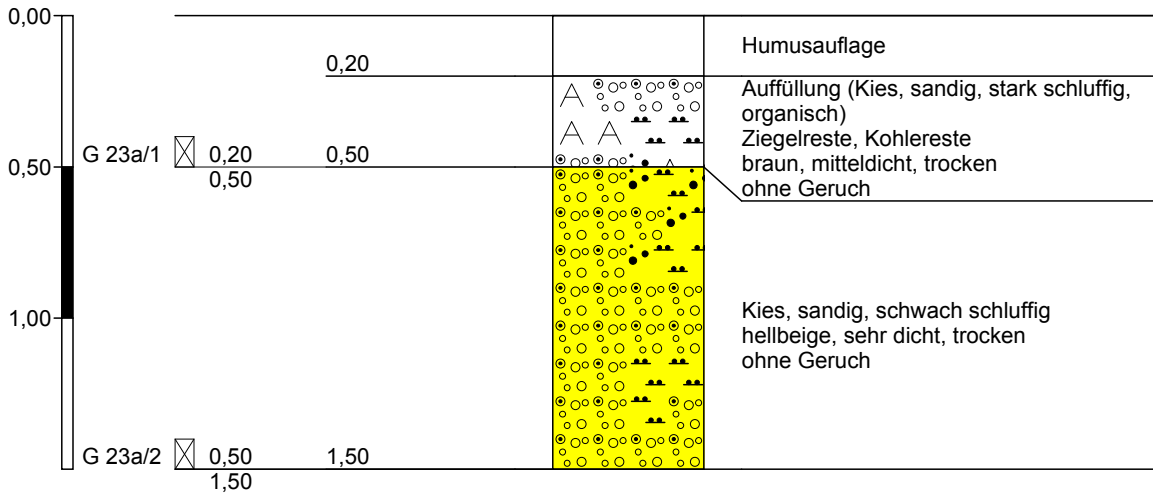 0,00
Humusauflage
0,20
Auffüllung (Kies, sandig, stark schluffig,
organisch)
Ziegelreste, Kohlereste
braun, mitteldicht, trocken
ohne Geruch
G 23a/1 0,20 0,50
0,50 0,50
1,00
Kies, sandig, schwach schluffig
hellbeige, sehr dicht, trocken
ohne Geruch
G 23a/2 0,50 1,50
1,50